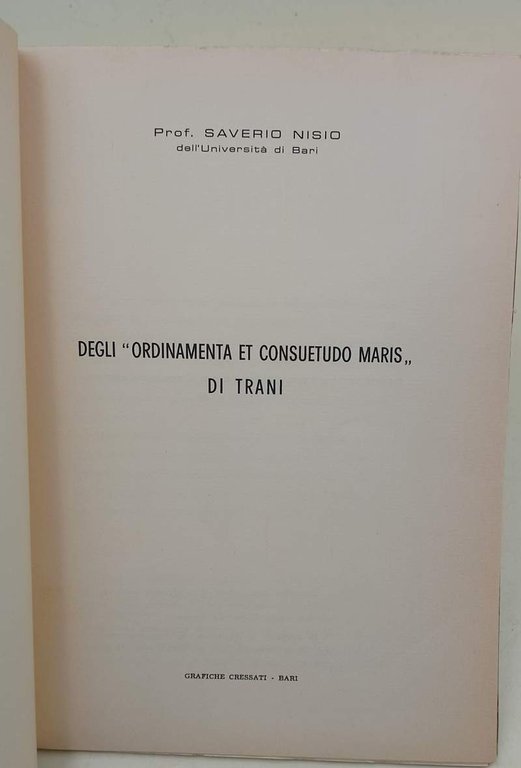 Prof. SAVERIO NISIO
dell'Università di Bari
DEGLI “ORDINAMENTA ET CONSUETUDO MARIS„
DI TRANI
GRAFICHE CRESSATI - BARI